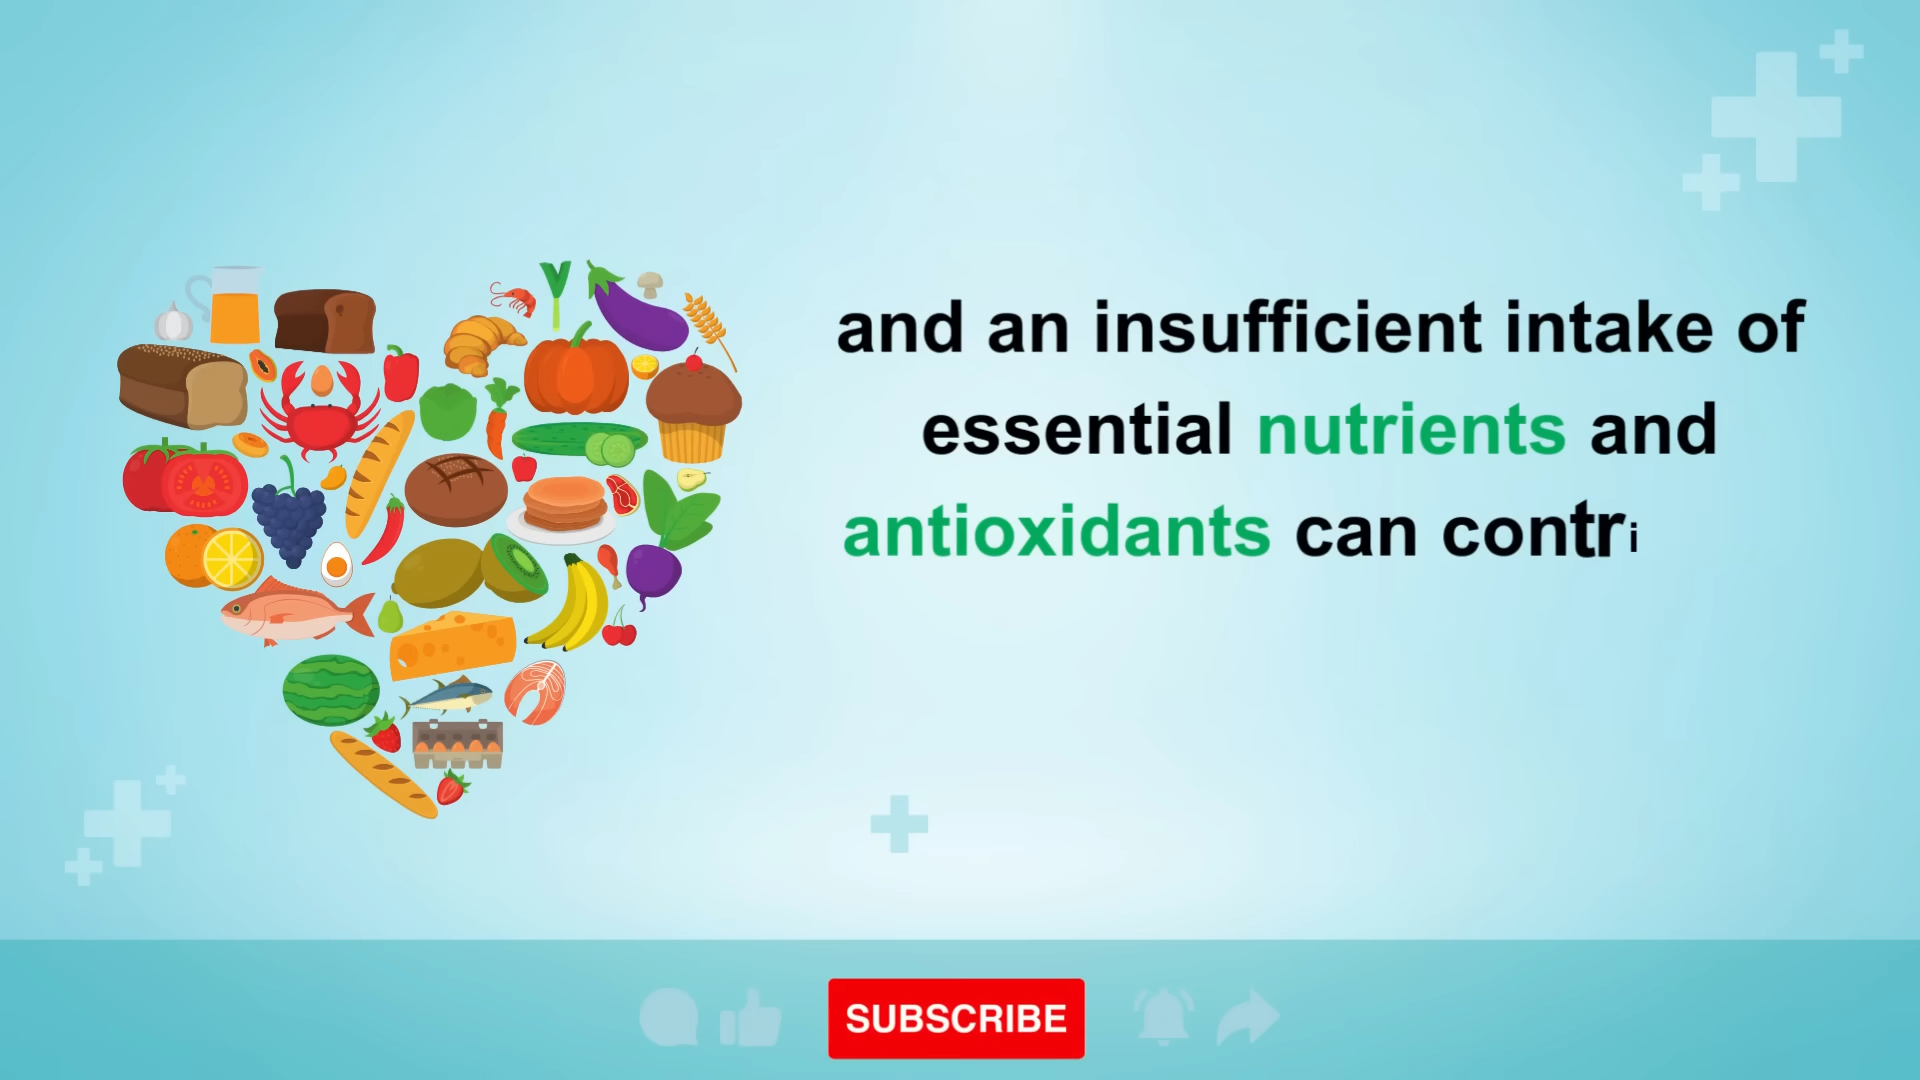 and an insufficient intake of
essential nutrients and
antioxidants can contri
SUBSCRIBE